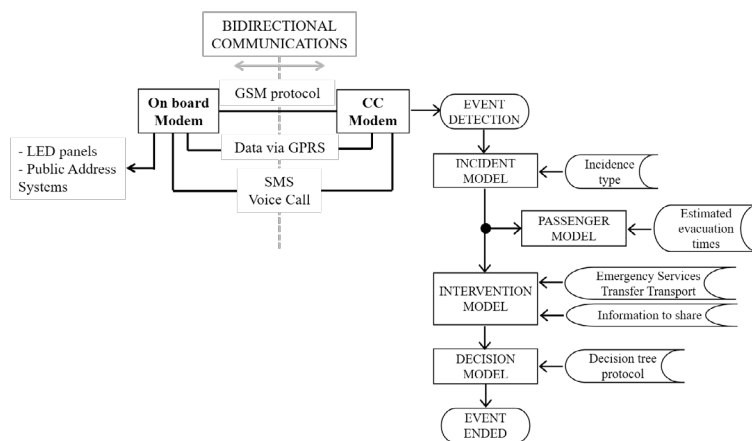 BIDIRECTIONAL
COMMUNICATIONS
GSM protocol
On board
Modem
CC
Modem
Data via GPRS
SMS
Voice Call
- LED panels
- Public Address
Systems
EVENT
DETECTION
INCIDENT
MODEL
Incidence
type
PASSENGER
MODEL
Estimated
evacuation
times
INTERVENTION
MODEL
Emergency Services
Transfer Transport
Information to share
DECISION
MODEL
Decision tree
protocol
EVENT
ENDED